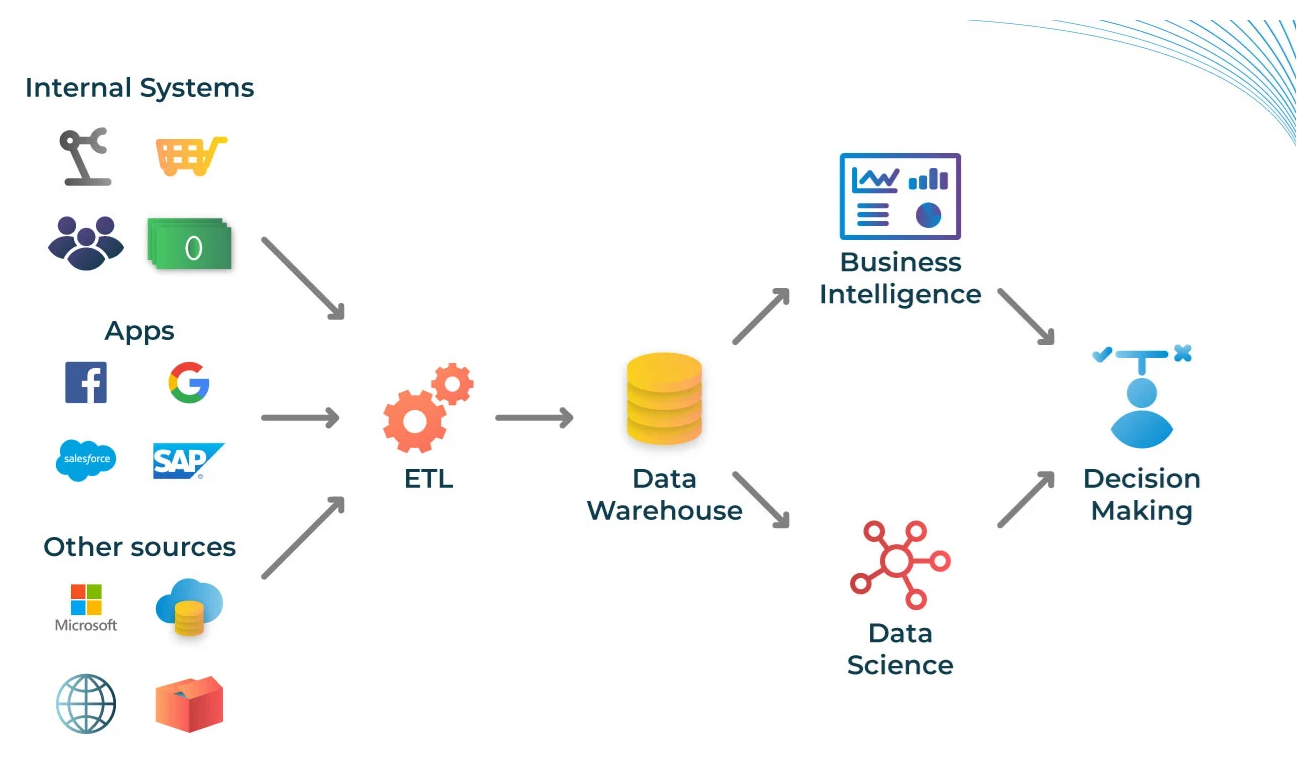 Internal Systems
0
Apps
f
G
salesforce
SAP®
Other sources
Microsoft
ETL
Data
Warehouse
Business
Intelligence
Data
Science
Decision
Making